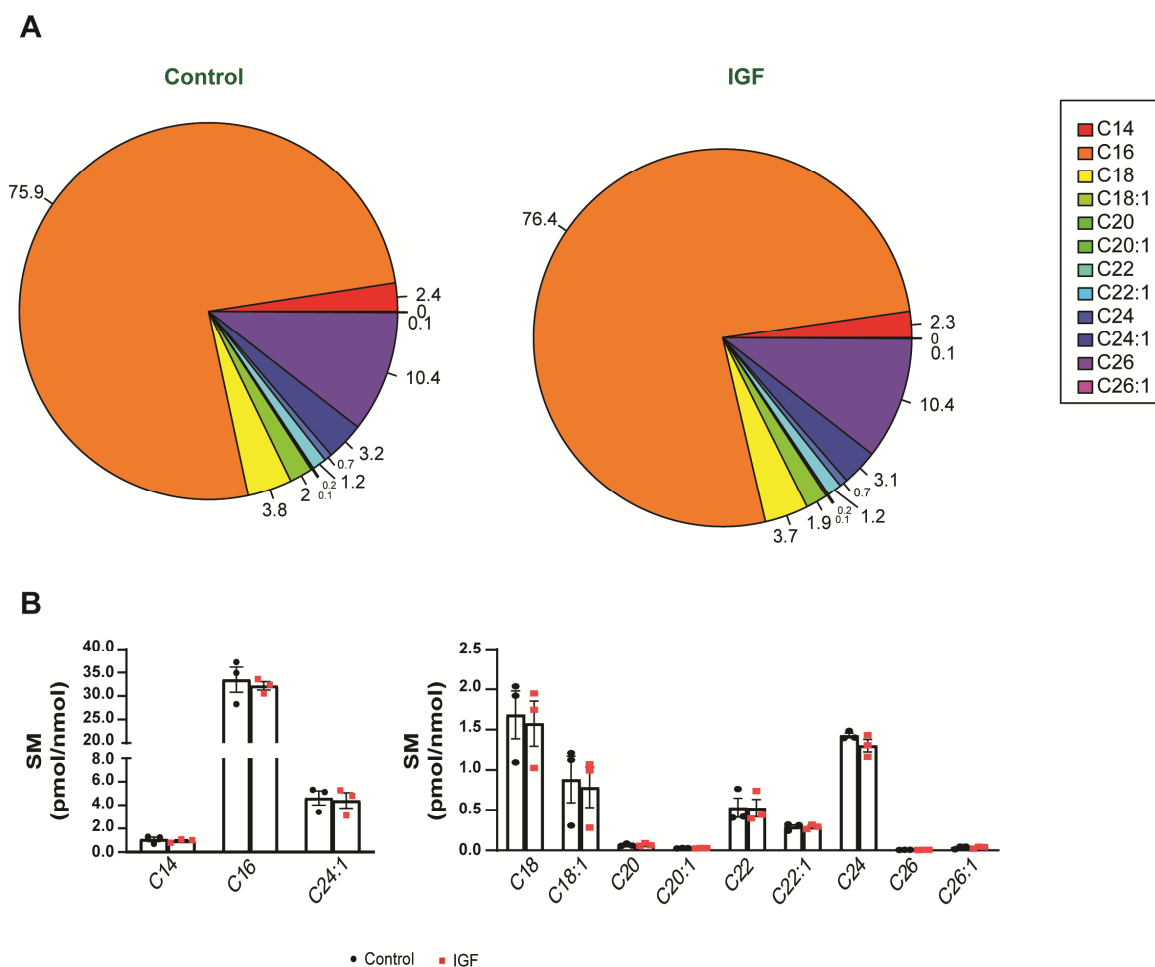 A
Control
IGF
C14
C16
C18
C18:1
C20
C20:1
C22
C22:1
C24
C24:1
C26
C26:1
75.9
2.4
0
0.1
10.4
3.2
0.7
1.2
0.2
0.1
2
3.8
76.4
2.3
0
0.1
10.4
3.1
0.7
1.2
0.2
0.1
1.9
3.7
B
SM
(pmol/nmol)
40.0
35.0
30.0
25.0
20.0
8.0
6.0
4.0
2.0
0.0
C14
C16
C24:1
SM
(pmol/nmol)
2.5
2.0
1.5
1.0
0.5
0.0
C18
C18:1
C20
C20:1
C22
C22:1
C24
C26
C26:1
Control
IGF